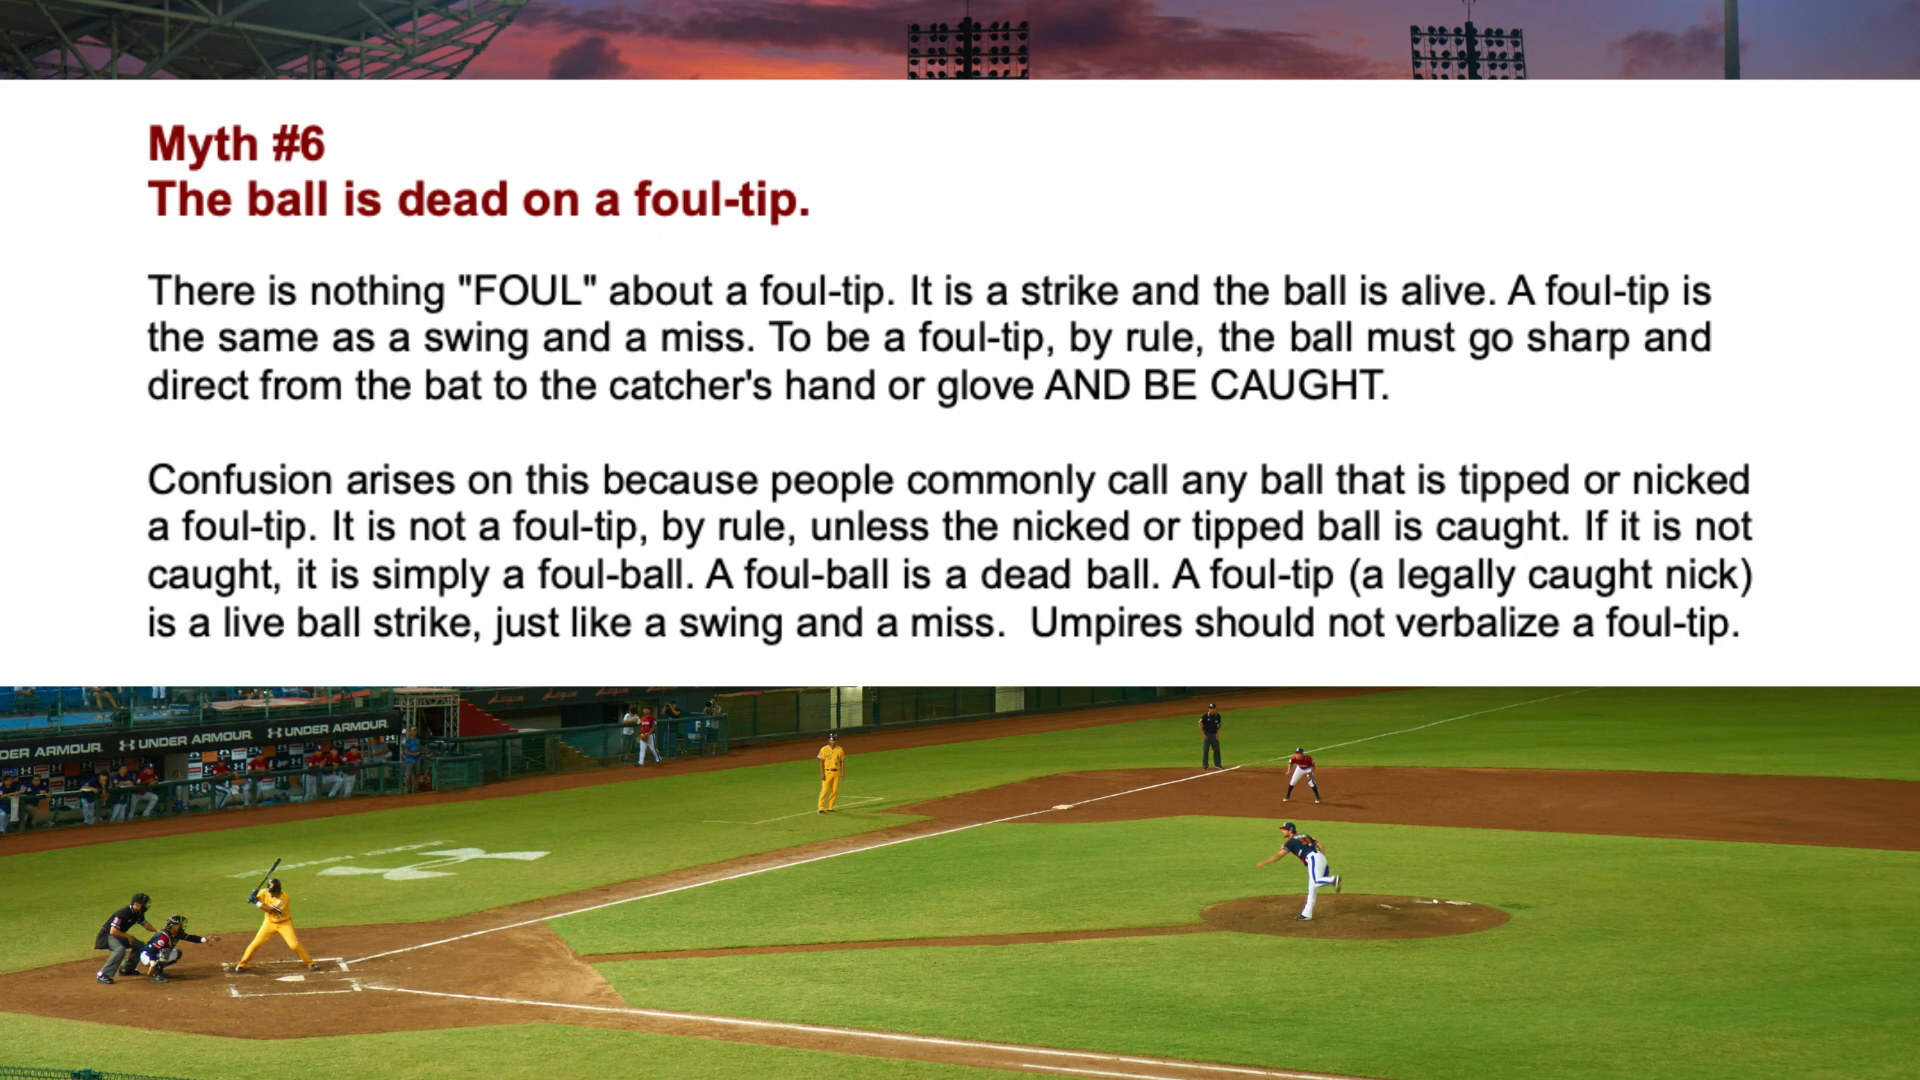 Myth #6
The ball is dead on a foul-tip.
There is nothing "FOUL" about a foul-tip. It is a strike and the ball is alive. A foul-tip is
the same as a swing and a miss. To be a foul-tip, by rule, the ball must go sharp and
direct from the bat to the catcher's hand or glove AND BE CAUGHT.
Confusion arises on this because people commonly call any ball that is tipped or nicked
a foul-tip. It is not a foul-tip, by rule, unless the nicked or tipped ball is caught. If it is not
caught, it is simply a foul-ball. A foul-ball is a dead ball. A foul-tip (a legally caught nick)
is a live ball strike, just like a swing and a miss.  Umpires should not verbalize a foul-tip.
DER ARMOUR. UNDER ARMOUR. UNDER ARMOUR.